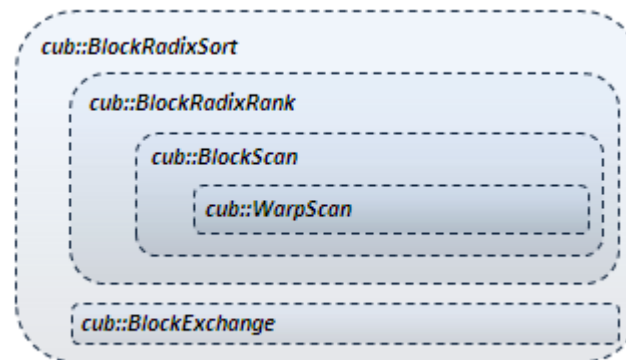 cub::BlockRadixSort
cub::BlockRadixRank
cub::BlockScan
cub::WarpScan
cub::BlockExchange